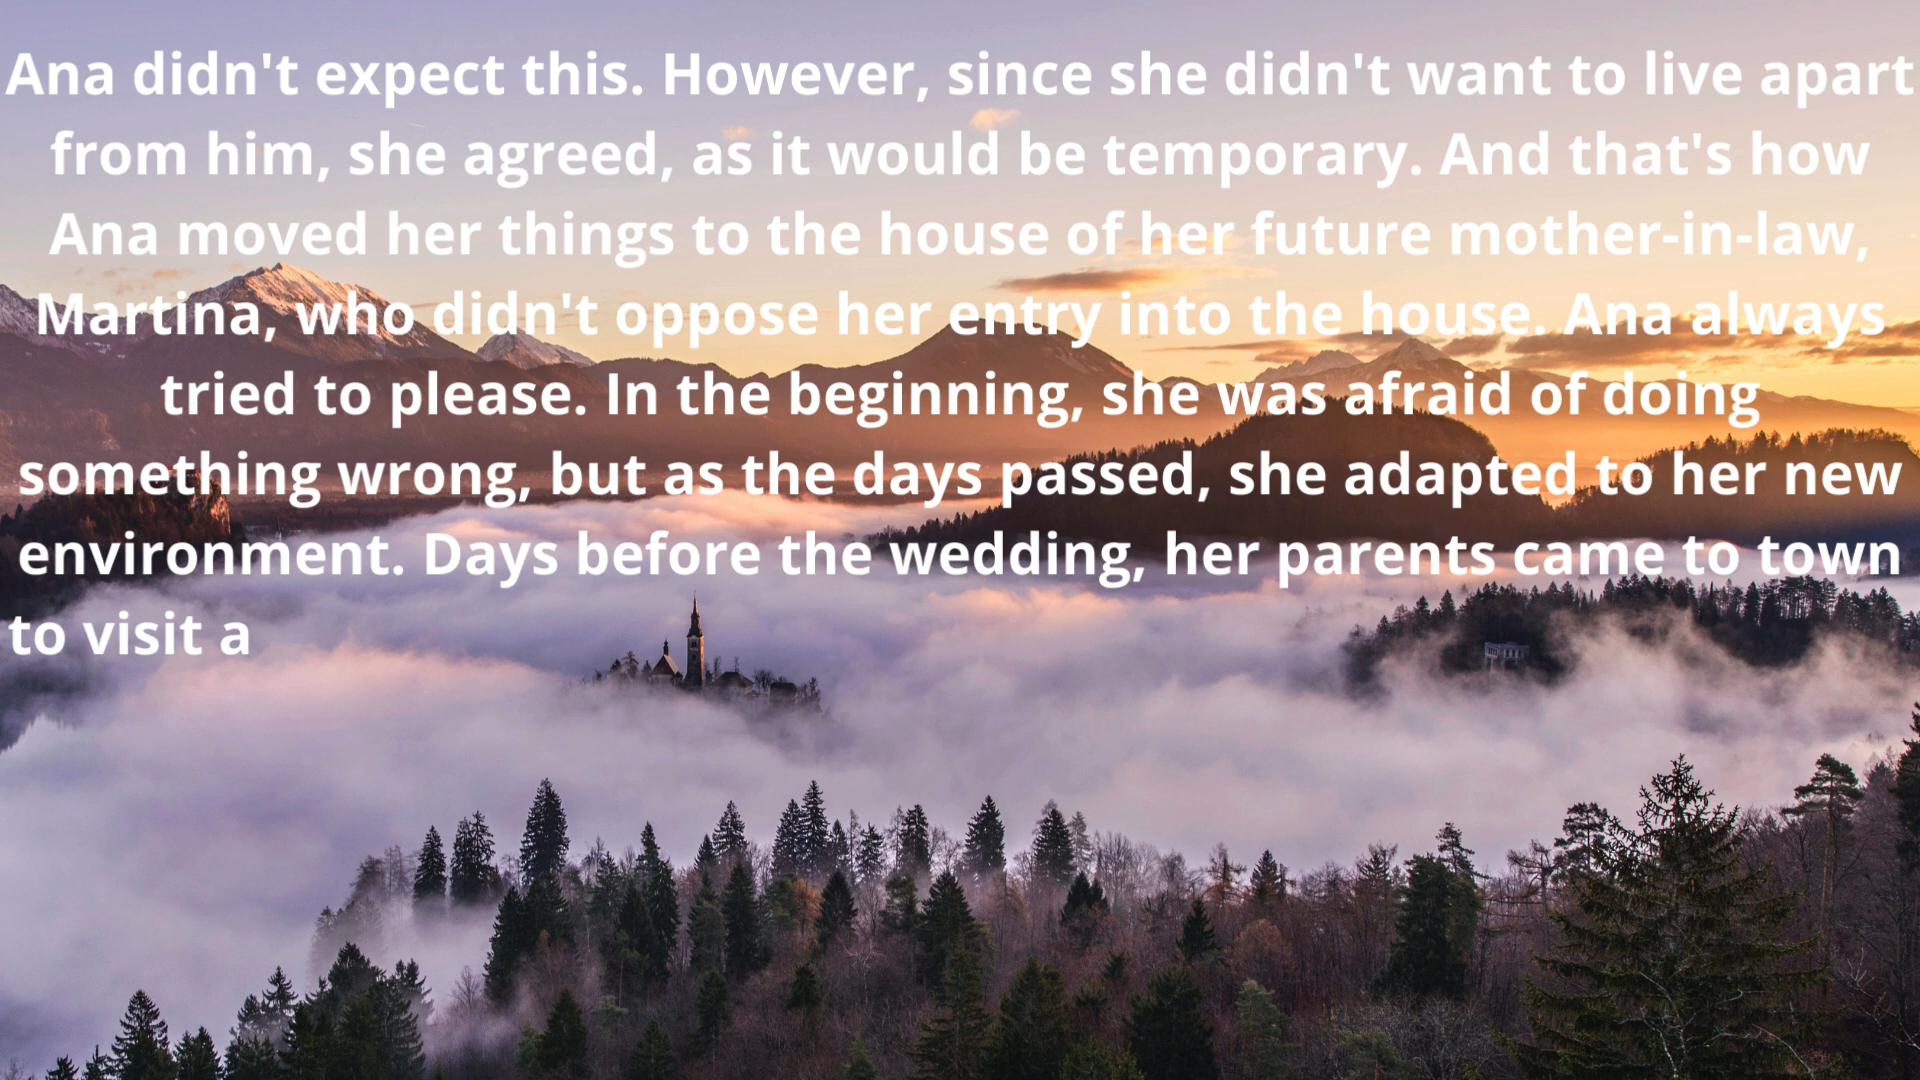 Ana didn't expect this. However, since she didn't want to live apart
from him, she agreed, as it would be temporary. And that's how
Ana moved her things to the house of her future mother-in-law,
Martina, who didn't oppose her entry into the house. Ana always
tried to please. In the beginning, she was afraid of doing
something wrong, but as the days passed, she adapted to her new
environment. Days before the wedding, her parents came to town
to visit a